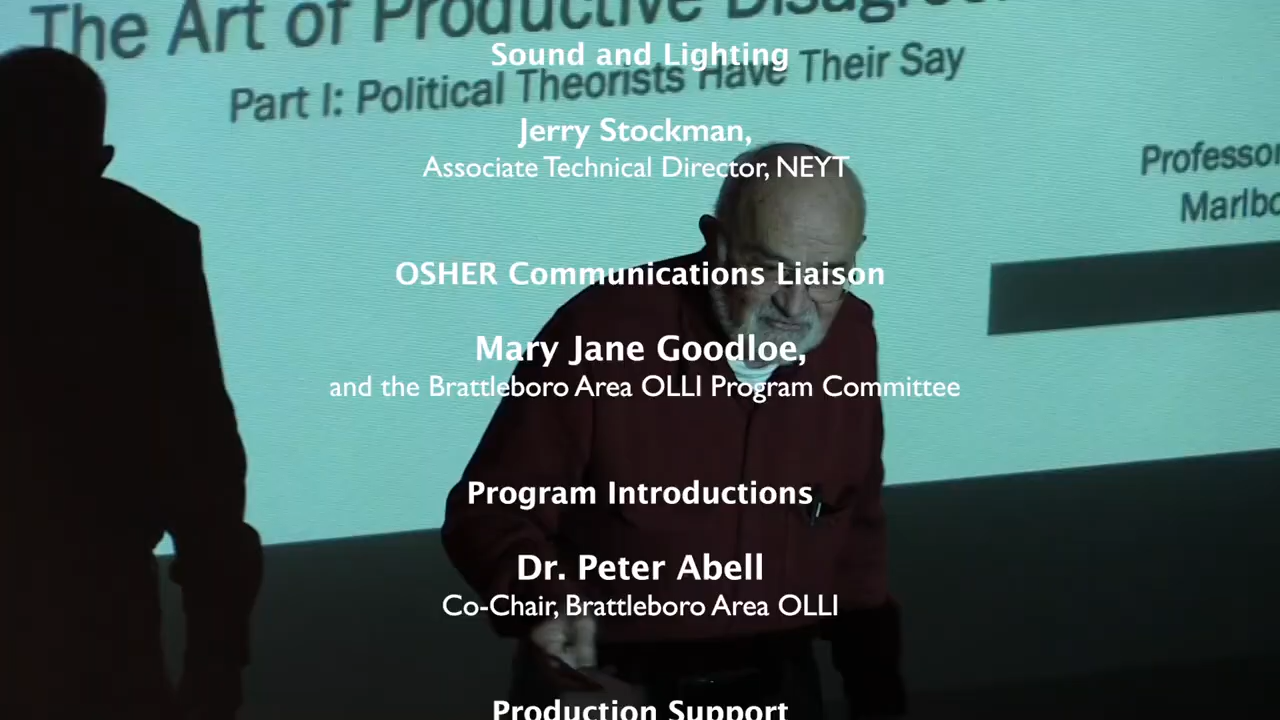 The Art of Productive
Part I: Political Theorists Have Their Say
Professor
Sound and Lighting
Jerry Stockman,
Associate Technical Director, NEYT
OSHER Communications Liaison
Mary Jane Goodloe,
and the Brattleboro Area OLLI Program Committee
Program Introductions
Dr. Peter Abell
Co-Chair, Brattleboro Area OLLI
Production Support